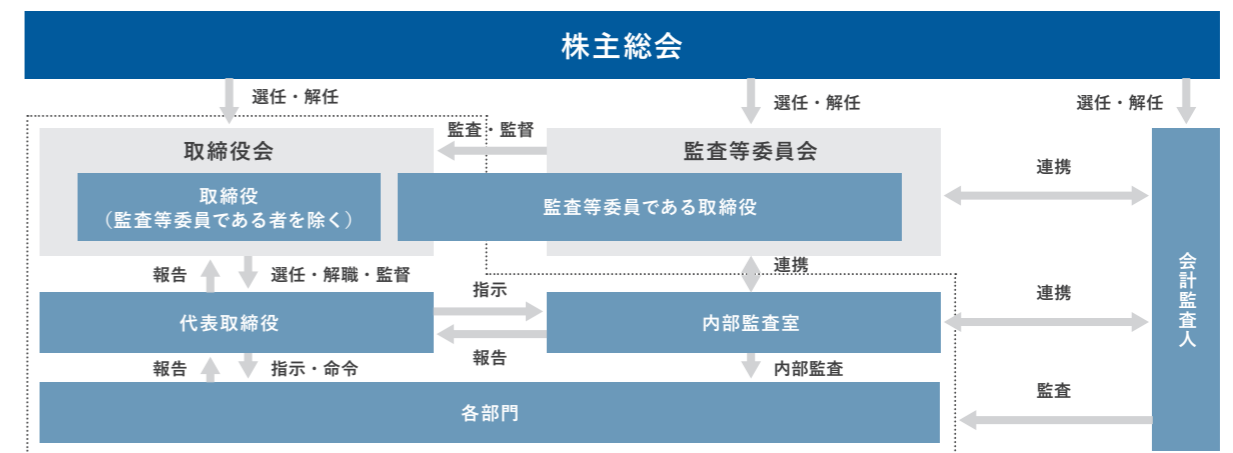 株主総会
選任・解任
選任・解任
選任・解任
監査・監督
取締役会
監査等委員会
取締役
（監査等委員である者を除く）
監査等委員である取締役
連携
報告
選任・解職・監督
連携
指示
連携
代表取締役
内部監査室
会計監査人
報告
報告
指示・命令
内部監査
監査
各部門